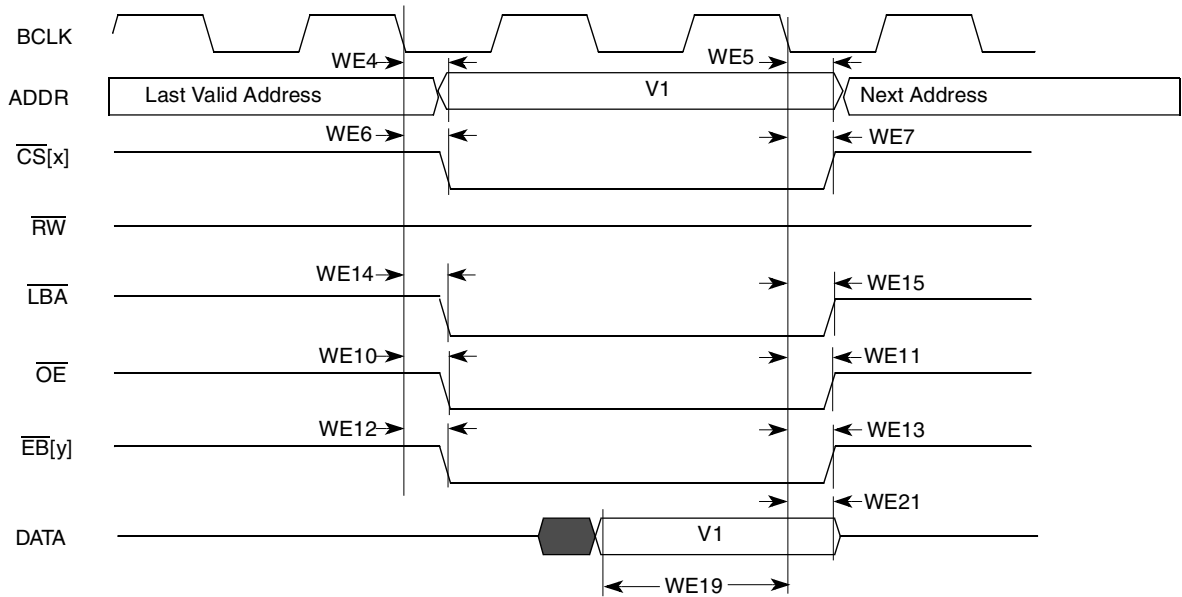 BCLK
WE4
WE5
ADDR
Last Valid Address
V1
Next Address
WE6
WE7
CS[x]
RW
WE14
WE15
LBA
WE10
WE11
OE
WE12
WE13
EB[y]
WE21
DATA
V1
WE19